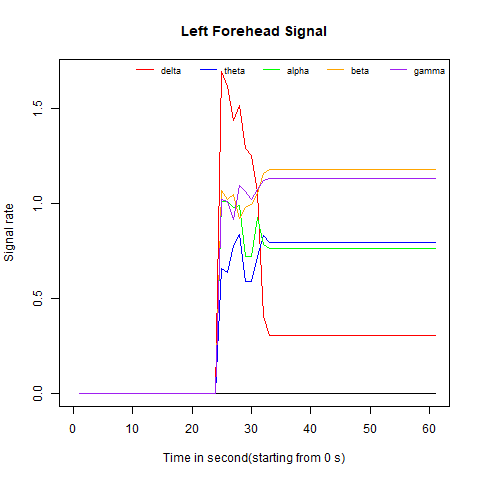 Left Forehead Signal
delta theta alpha beta gamma
Signal rate
1.5
1.0
0.5
0.0
0 10 20 30 40 50 60
Time in second(starting from 0 s)